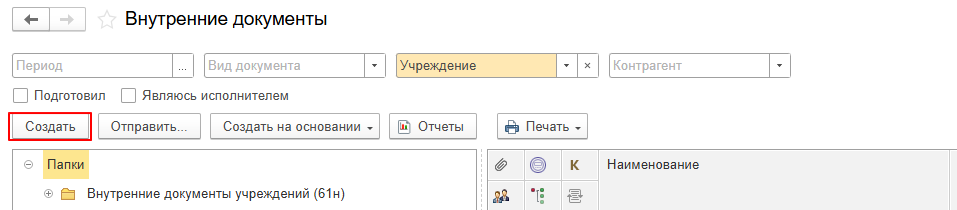 Внутренние документы
Период ... Вид документа Учреждение × Контрагент
Подготовил Являюсь исполнителем
Создать Отправить... Создать на основании Отчеты Печать
Папки К Наименование
Внутренние документы учреждений (61н)